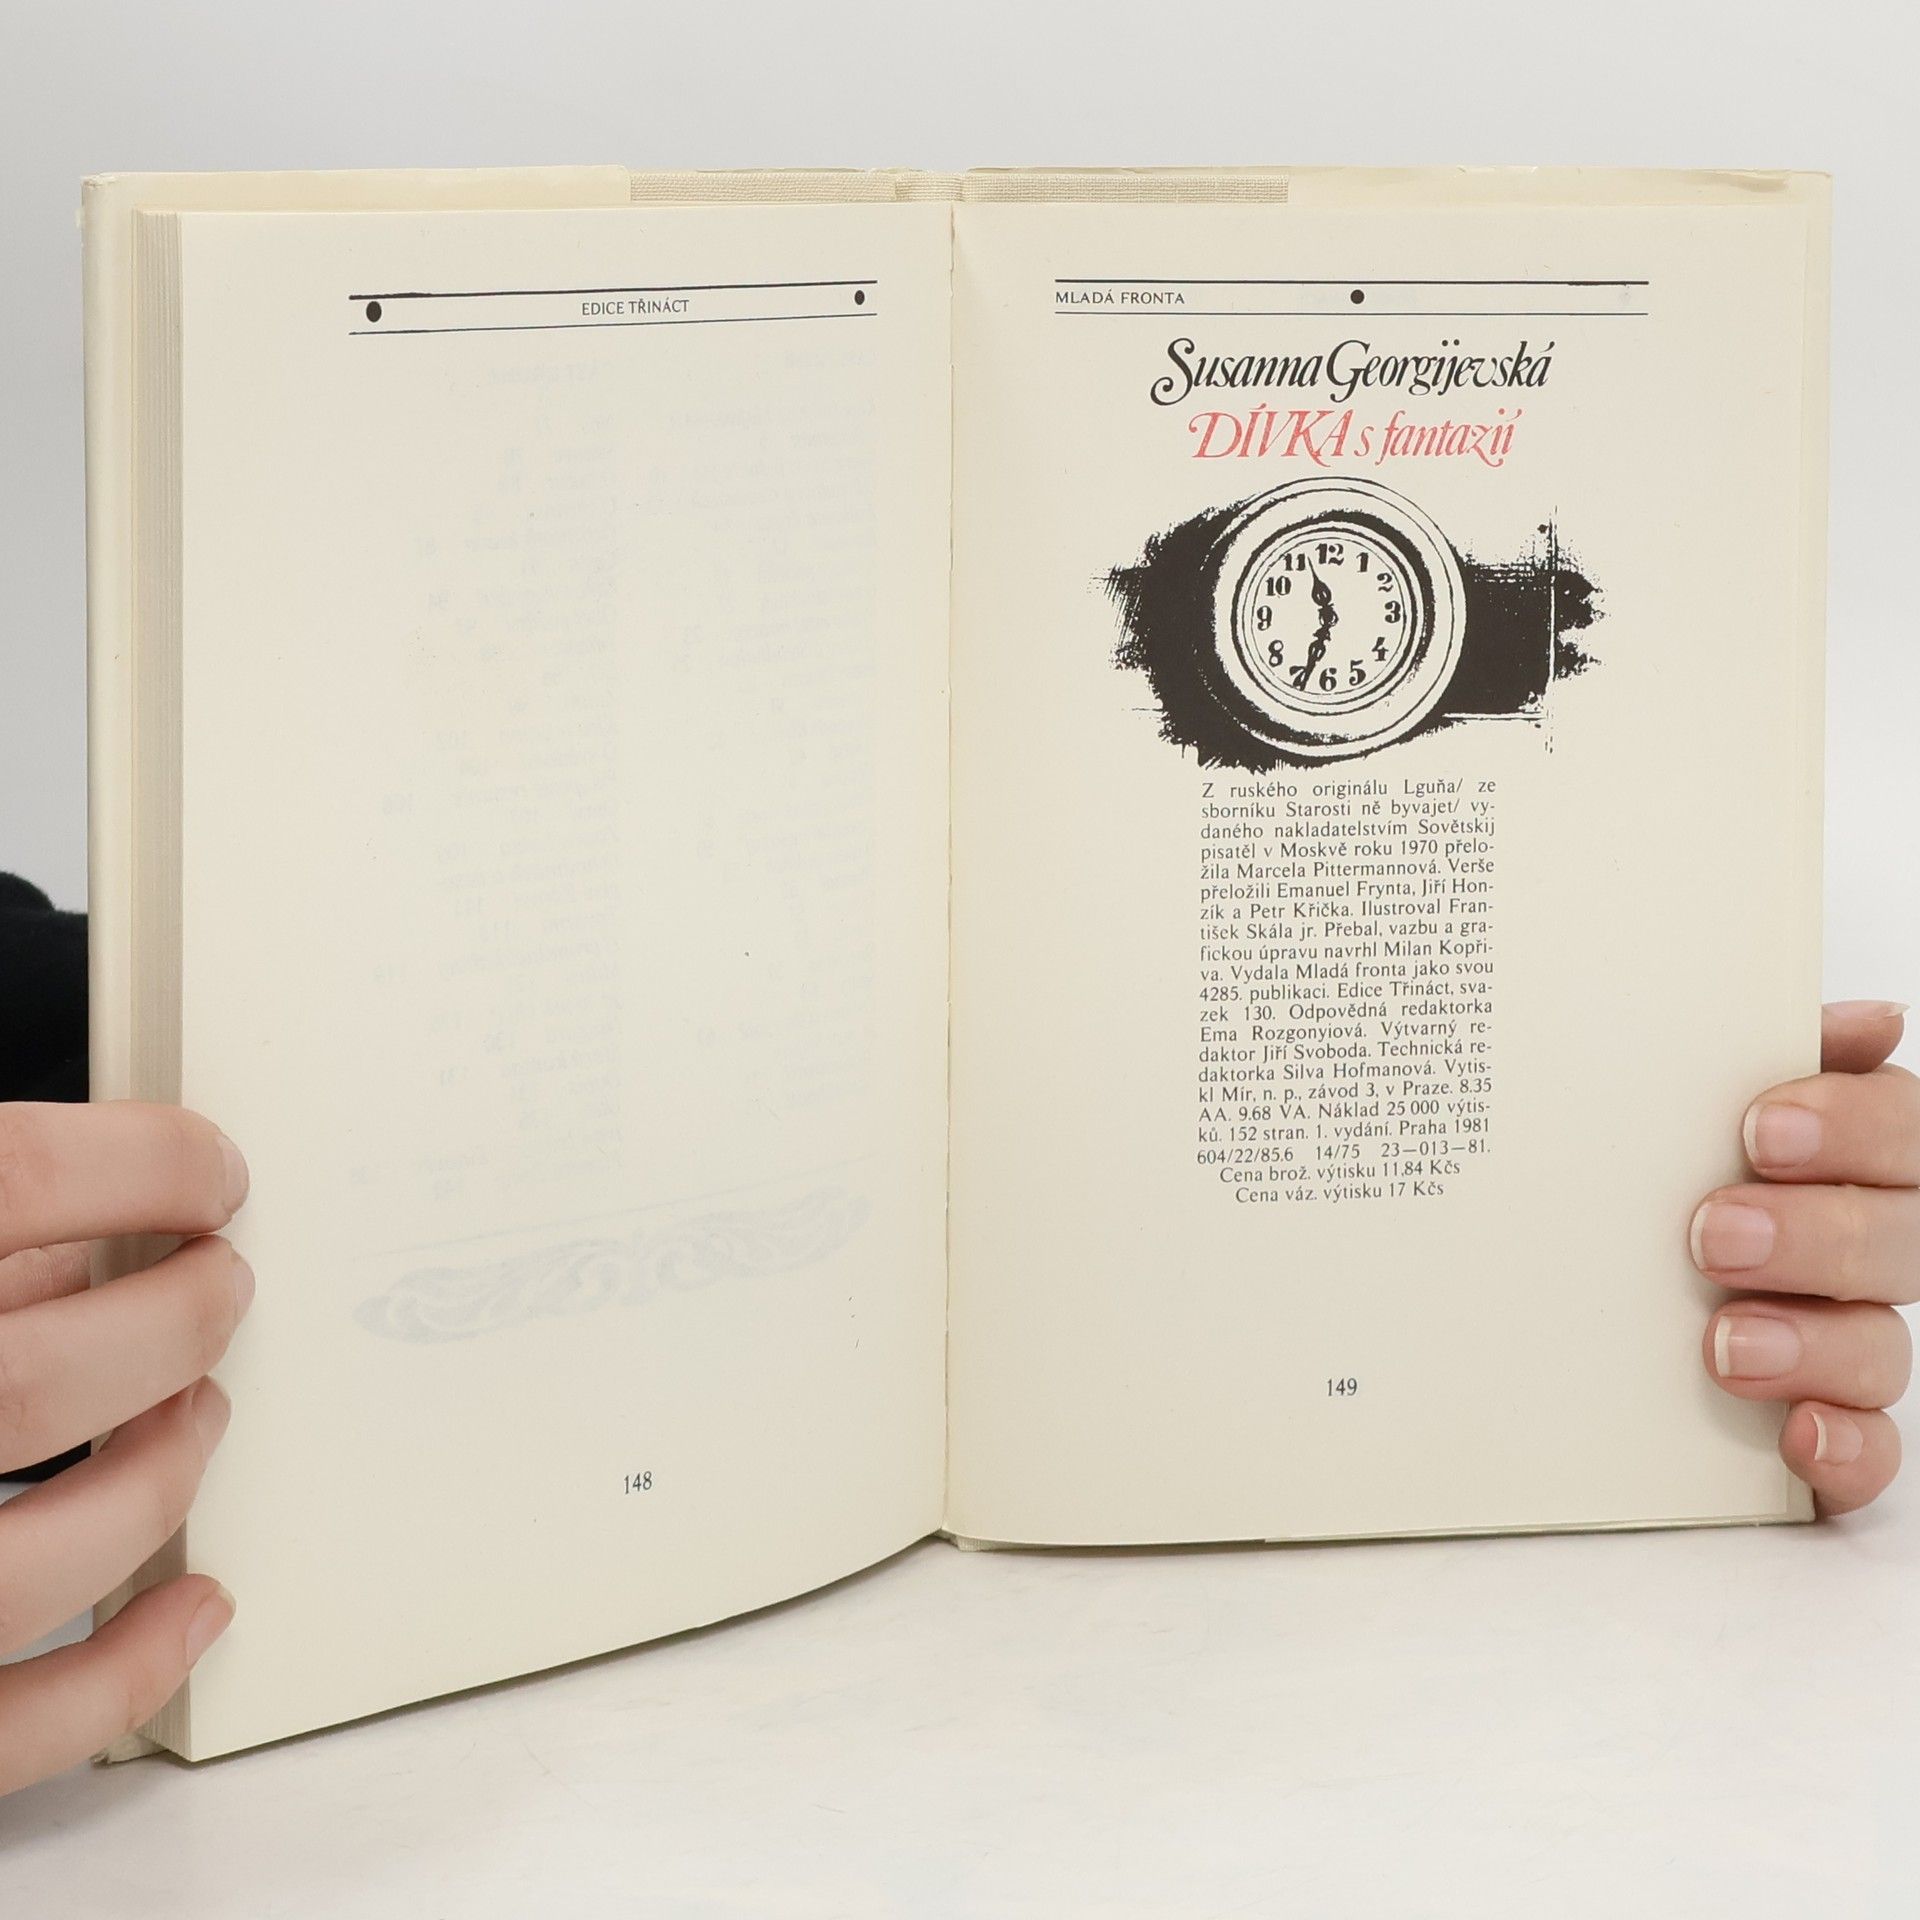 EDICE TŘINÁCT
148
MLADÁ FRONTA
Susanna Georgijevská
DÍVKA s fantazií
11 12 1
10 2
9 3
8 4
7 6 5
Z ruského originálu Lguňa/ ze
sborníku Starosti ně byvajet/ vy-
daného nakladatelstvím Sovětskij
pisatěl v Moskvě roku 1970 přelo-
žila Marcela Pittermannová. Verše
přeložili Emanuel Frynta, Jiří Hon-
zík a Petr Křička. Ilustroval Fran-
tišek Skála jr. Přebal, vazbu a gra-
fickou úpravu navrhl Milan Kopři-
va. Vydala Mladá fronta jako svou
4285. publikaci. Edice Třináct, sva-
zek 130. Odpovědná redaktorka
Ema Rozgonyiová. Výtvarný re-
daktor Jiří Svoboda. Technická re-
daktorka Silva Hofmanová. Vytis-
kl Mír, n. p., závod 3, v Praze. 8.35
AA. 9.68 VA. Náklad 25 000 výtis-
ků. 152 stran. 1. vydání. Praha 1981
604/22/85.6 14/75 23—013—81.
Cena brož. výtisku 11,84 Kčs
Cena váz. výtisku 17 Kčs
149